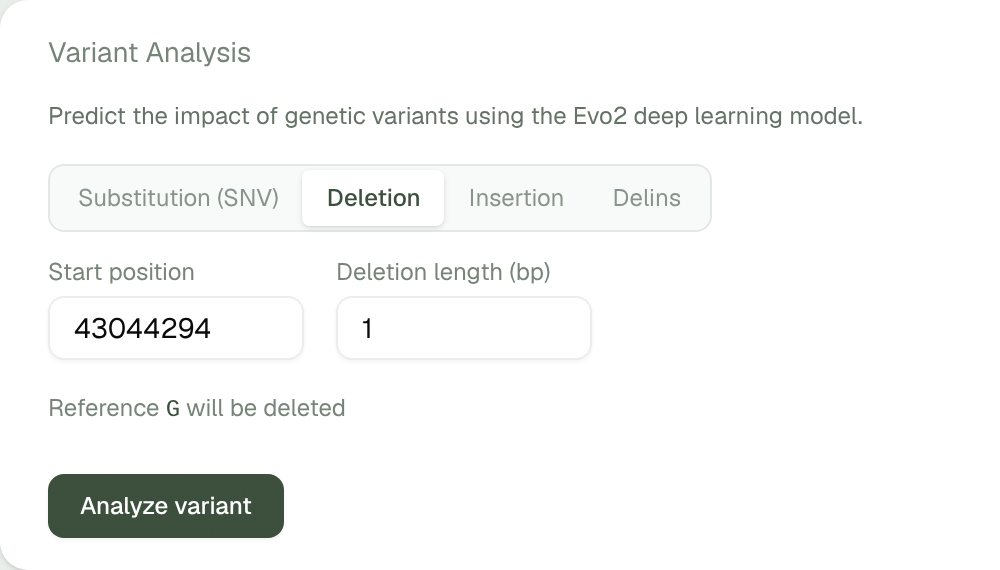 Variant Analysis
Predict the impact of genetic variants using the Evo2 deep learning model.
Substitution (SNV) Deletion Insertion Delins
Start position Deletion length (bp)
43044294 1
Reference G will be deleted
Analyze variant